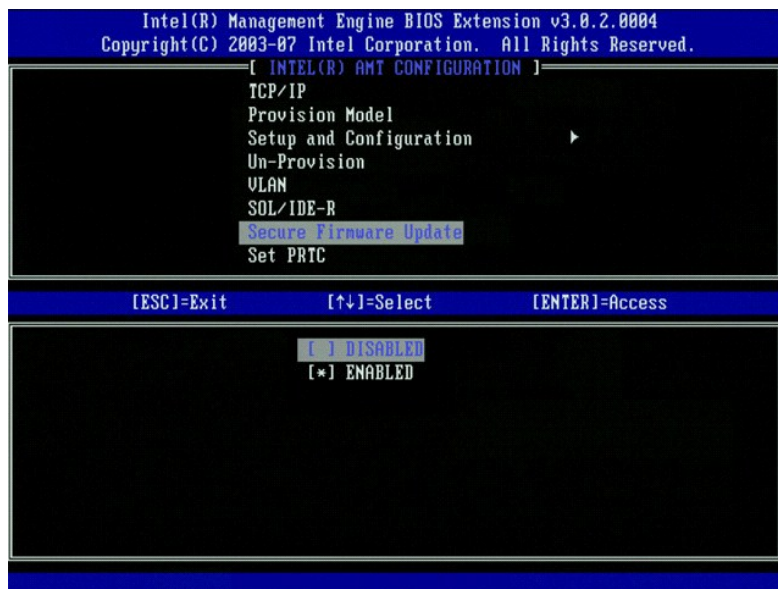 Intel(R) Management Engine BIOS Extension v3.0.2.0004
Copyright(C) 2003-07 Intel Corporation. All Rights Reserved.
[ INTEL(R) AMT CONFIGURATION ]
TCP/IP
Provision Model
Setup and Configuration ►
Un-Provision
VLAN
SOL/IDE-R
Secure Firmware Update
Set PRTC
[ESC]=Exit [↑↓]=Select [ENTER]=Access
[ ] DISABLED
[*] ENABLED